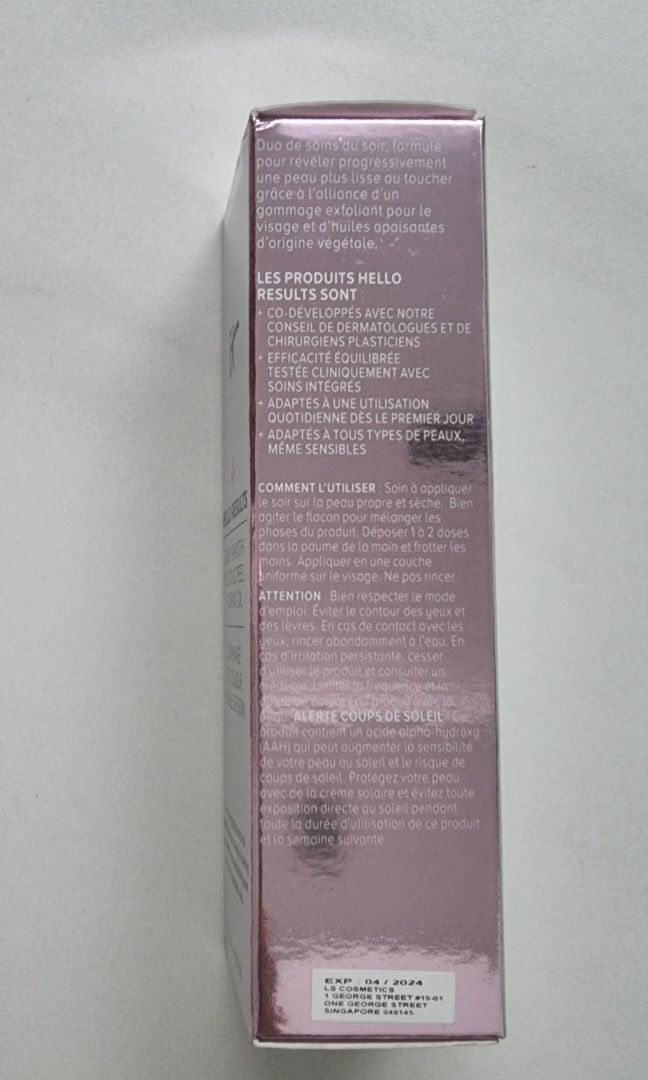 Duo de soins du soir, formulé
pour révéler progressivement
une peau plus lisse au toucher
grâce à l'alliance d'un
gommage exfoliant pour le
visage et d'huiles apaisantes
d'origine végétale.
LES PRODUITS HELLO
RESULTS SONT :
+ CO-DÉVELOPPÉS AVEC NOTRE
CONSEIL DE DERMATOLOGUES ET DE
CHIRURGIENS PLASTICIENS
+ EFFICACITÉ ÉQUILIBRÉE
TESTÉE CLINIQUEMENT AVEC
SOINS INTÉGRÉS
+ ADAPTÉS À UNE UTILISATION
QUOTIDIENNE DÈS LE PREMIER JOUR
+ ADAPTÉS À TOUS TYPES DE PEAUX,
MÊME SENSIBLES
COMMENT L'UTILISER : Soin à appliquer
le soir sur la peau propre et sèche. Bien
agiter le flacon pour mélanger les
phases du produit. Déposer 1 à 2 doses
dans la paume de la main et frotter les
mains. Appliquer en une couche
uniforme sur le visage. Ne pas rincer.
ATTENTION : Bien respecter le mode
d'emploi. Éviter le contour des yeux et
des lèvres. En cas de contact avec les
yeux, rincer abondamment à l'eau. En
cas d'irritation persistante, cesser
d'utiliser le produit et consulter un
médecin. Limiter la fréquence et la
du produit avec la
ALERTE COUPS DE SOLEIL : Ce
produit contient un acide alpha-hydroxy
(AAH) qui peut augmenter la sensibilité
de votre peau au soleil et le risque de
coups de soleil. Protégez votre peau
avec de la crème solaire et évitez toute
exposition directe au soleil pendant
toute la durée d'utilisation de ce produit
et la semaine suivante.
EXP : 04 / 2024
LS COSMETICS
1 GEORGE STREET #19-01
ONE GEORGE STREET
SINGAPORE 049145
HELLO RESULTS